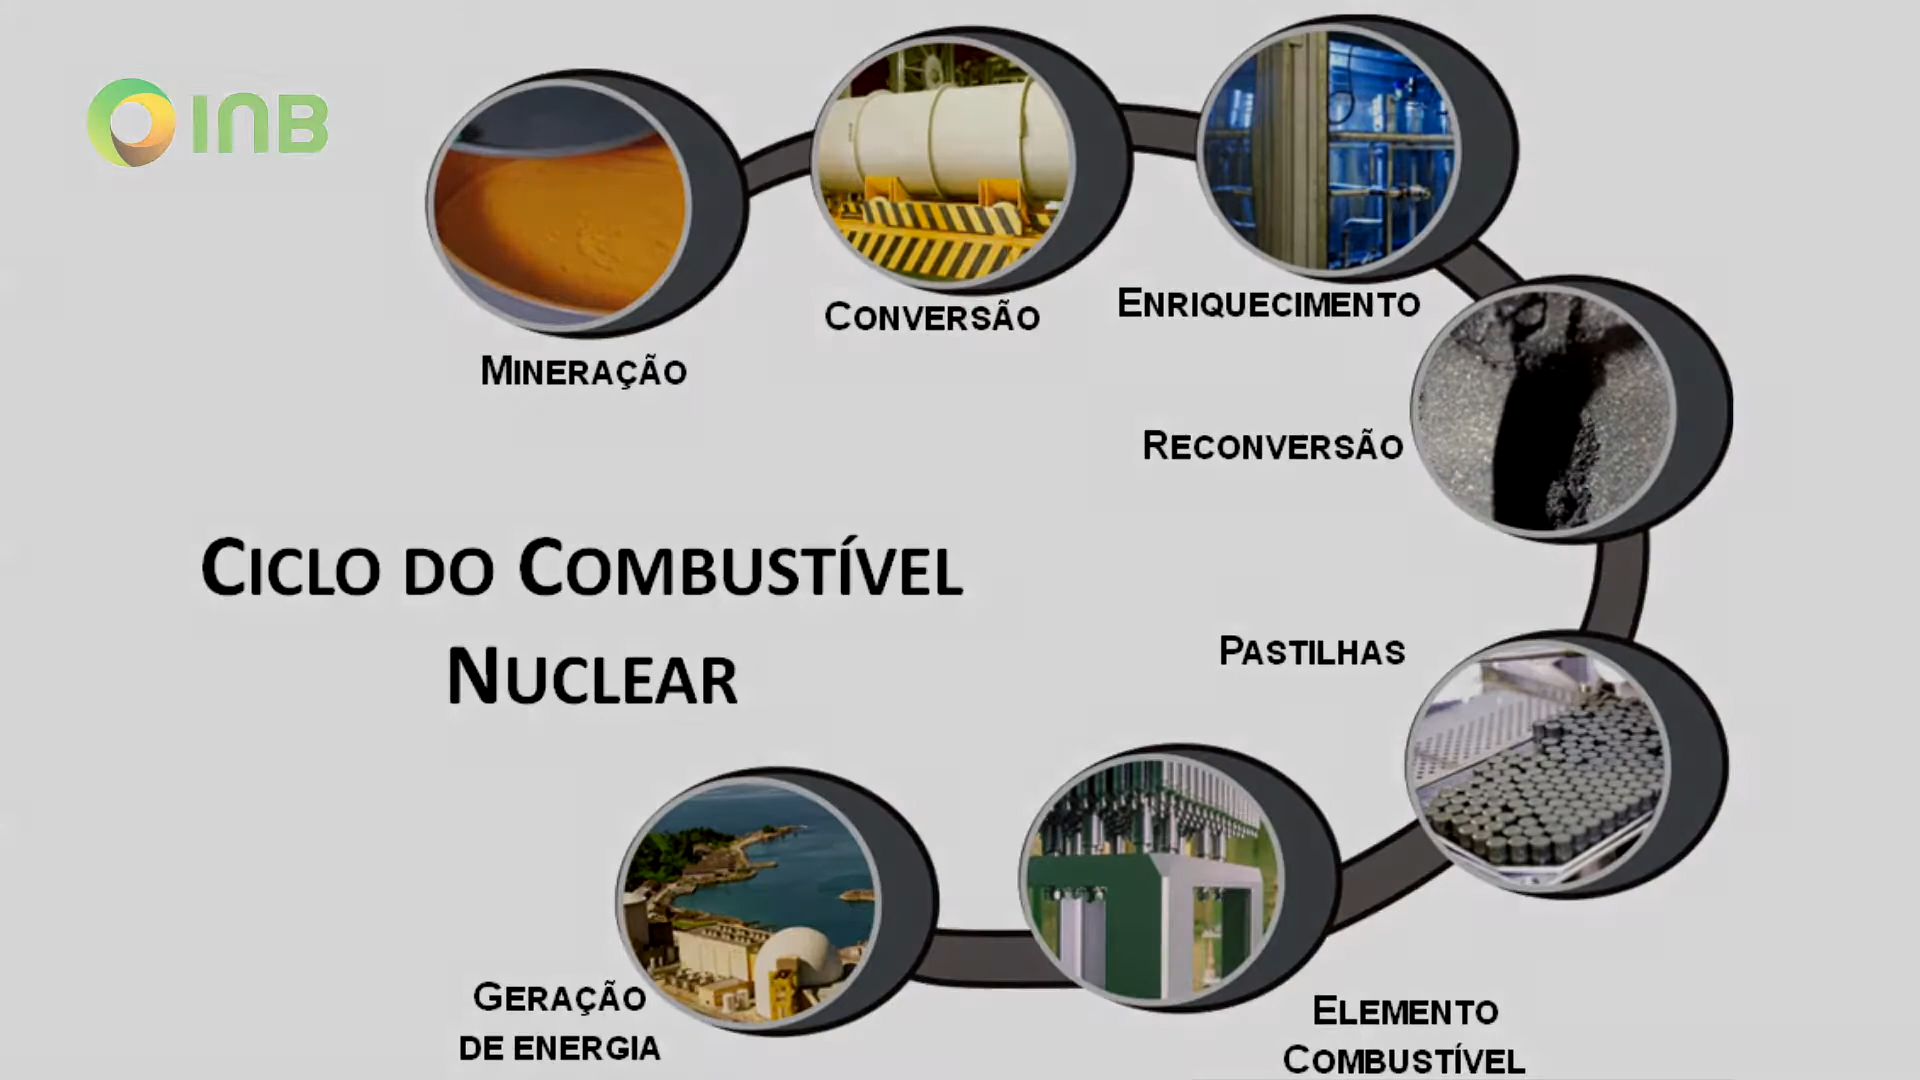 INB
MINERAÇÃO
CONVERSÃO
ENRIQUECIMENTO
RECONVERSÃO
CICLO DO COMBUSTÍVEL
NUCLEAR
PASTILHAS
GERAÇÃO
DE ENERGIA
ELEMENTO
COMBUSTÍVEL